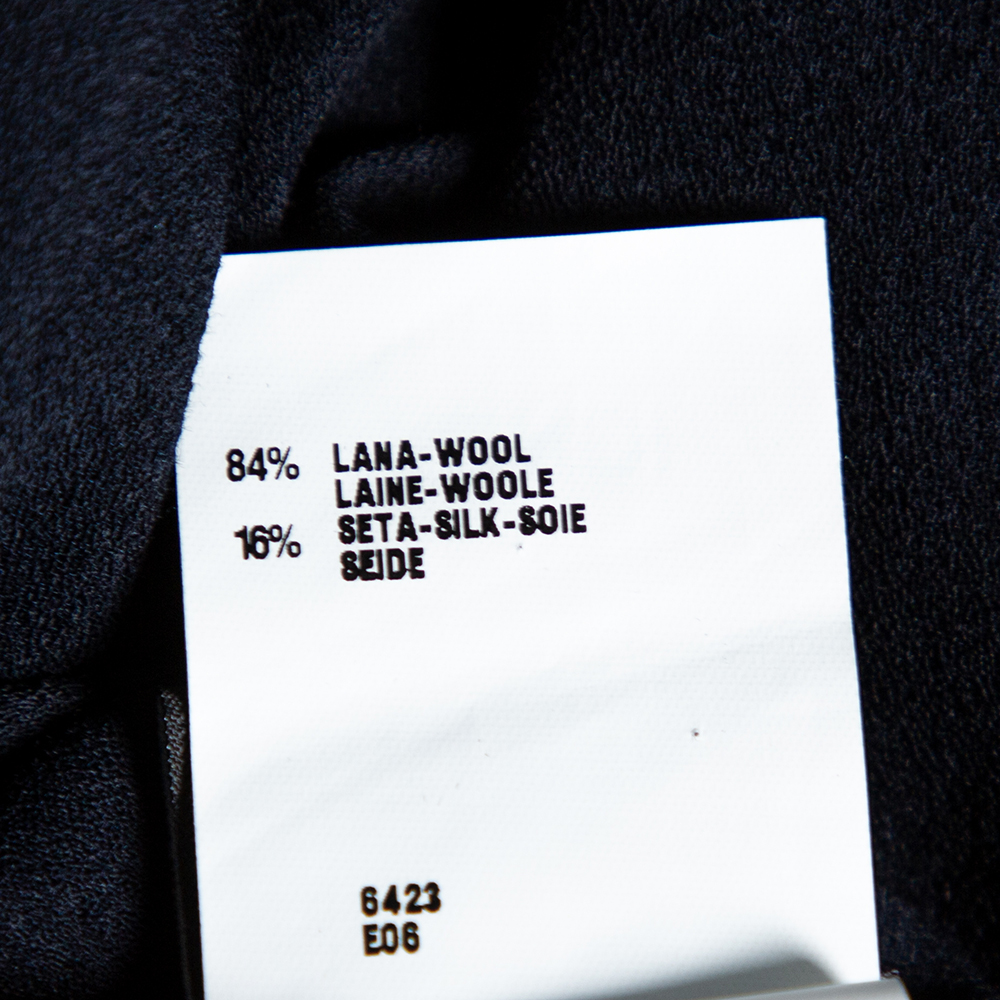 84% LANA-WOOL
LAINE-WOOLE
16% SETA-SILK-SOIE
SEIDE
6423
E06